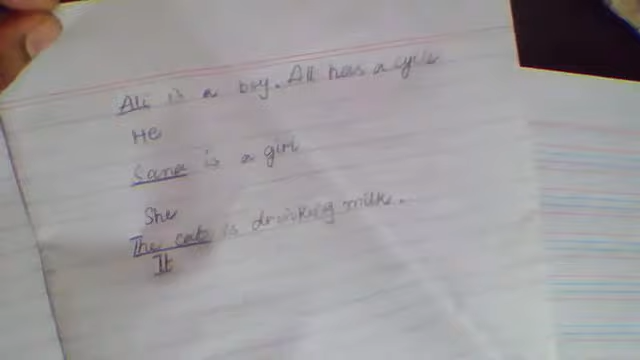 Ali is a boy. Ali has a cycle
He
Sana is a girl
She
The cat is drinking milk.
It